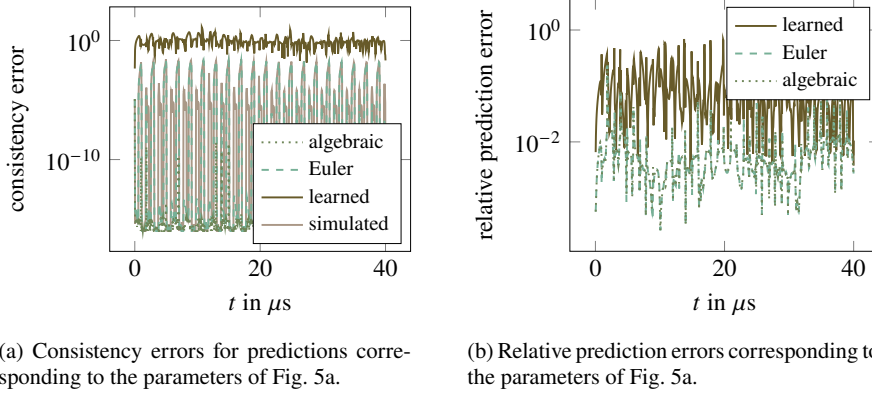 10^0
10^−10
consistency error
algebraic
Euler
learned
simulated
0
20
40
t in μs
(a) Consistency errors for predictions corre-
sponding to the parameters of Fig. 5a.
10^0
10^−2
relative prediction error
learned
Euler
algebraic
0
20
40
t in μs
(b) Relative prediction errors corresponding to
the parameters of Fig. 5a.